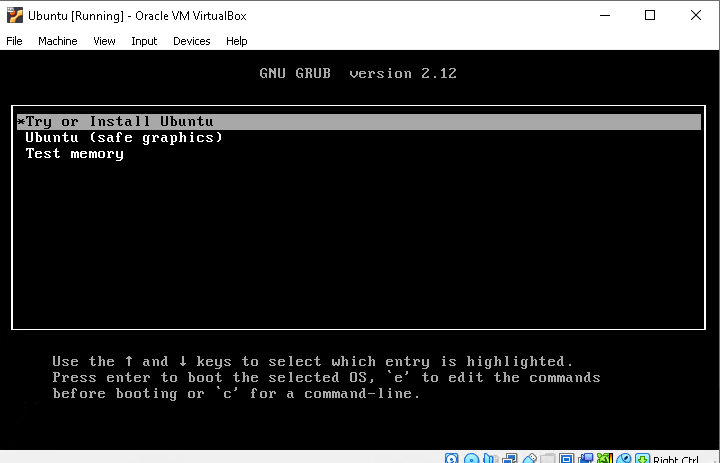 Ubuntu [Running] - Oracle VM VirtualBox
File Machine View Input Devices Help
GNU GRUB version 2.12
*Try or Install Ubuntu
Ubuntu (safe graphics)
Test memory
Use the ↑ and ↓ keys to select which entry is highlighted.
Press enter to boot the selected OS, `e' to edit the commands
before booting or `c' for a command-line.
Right Ctrl